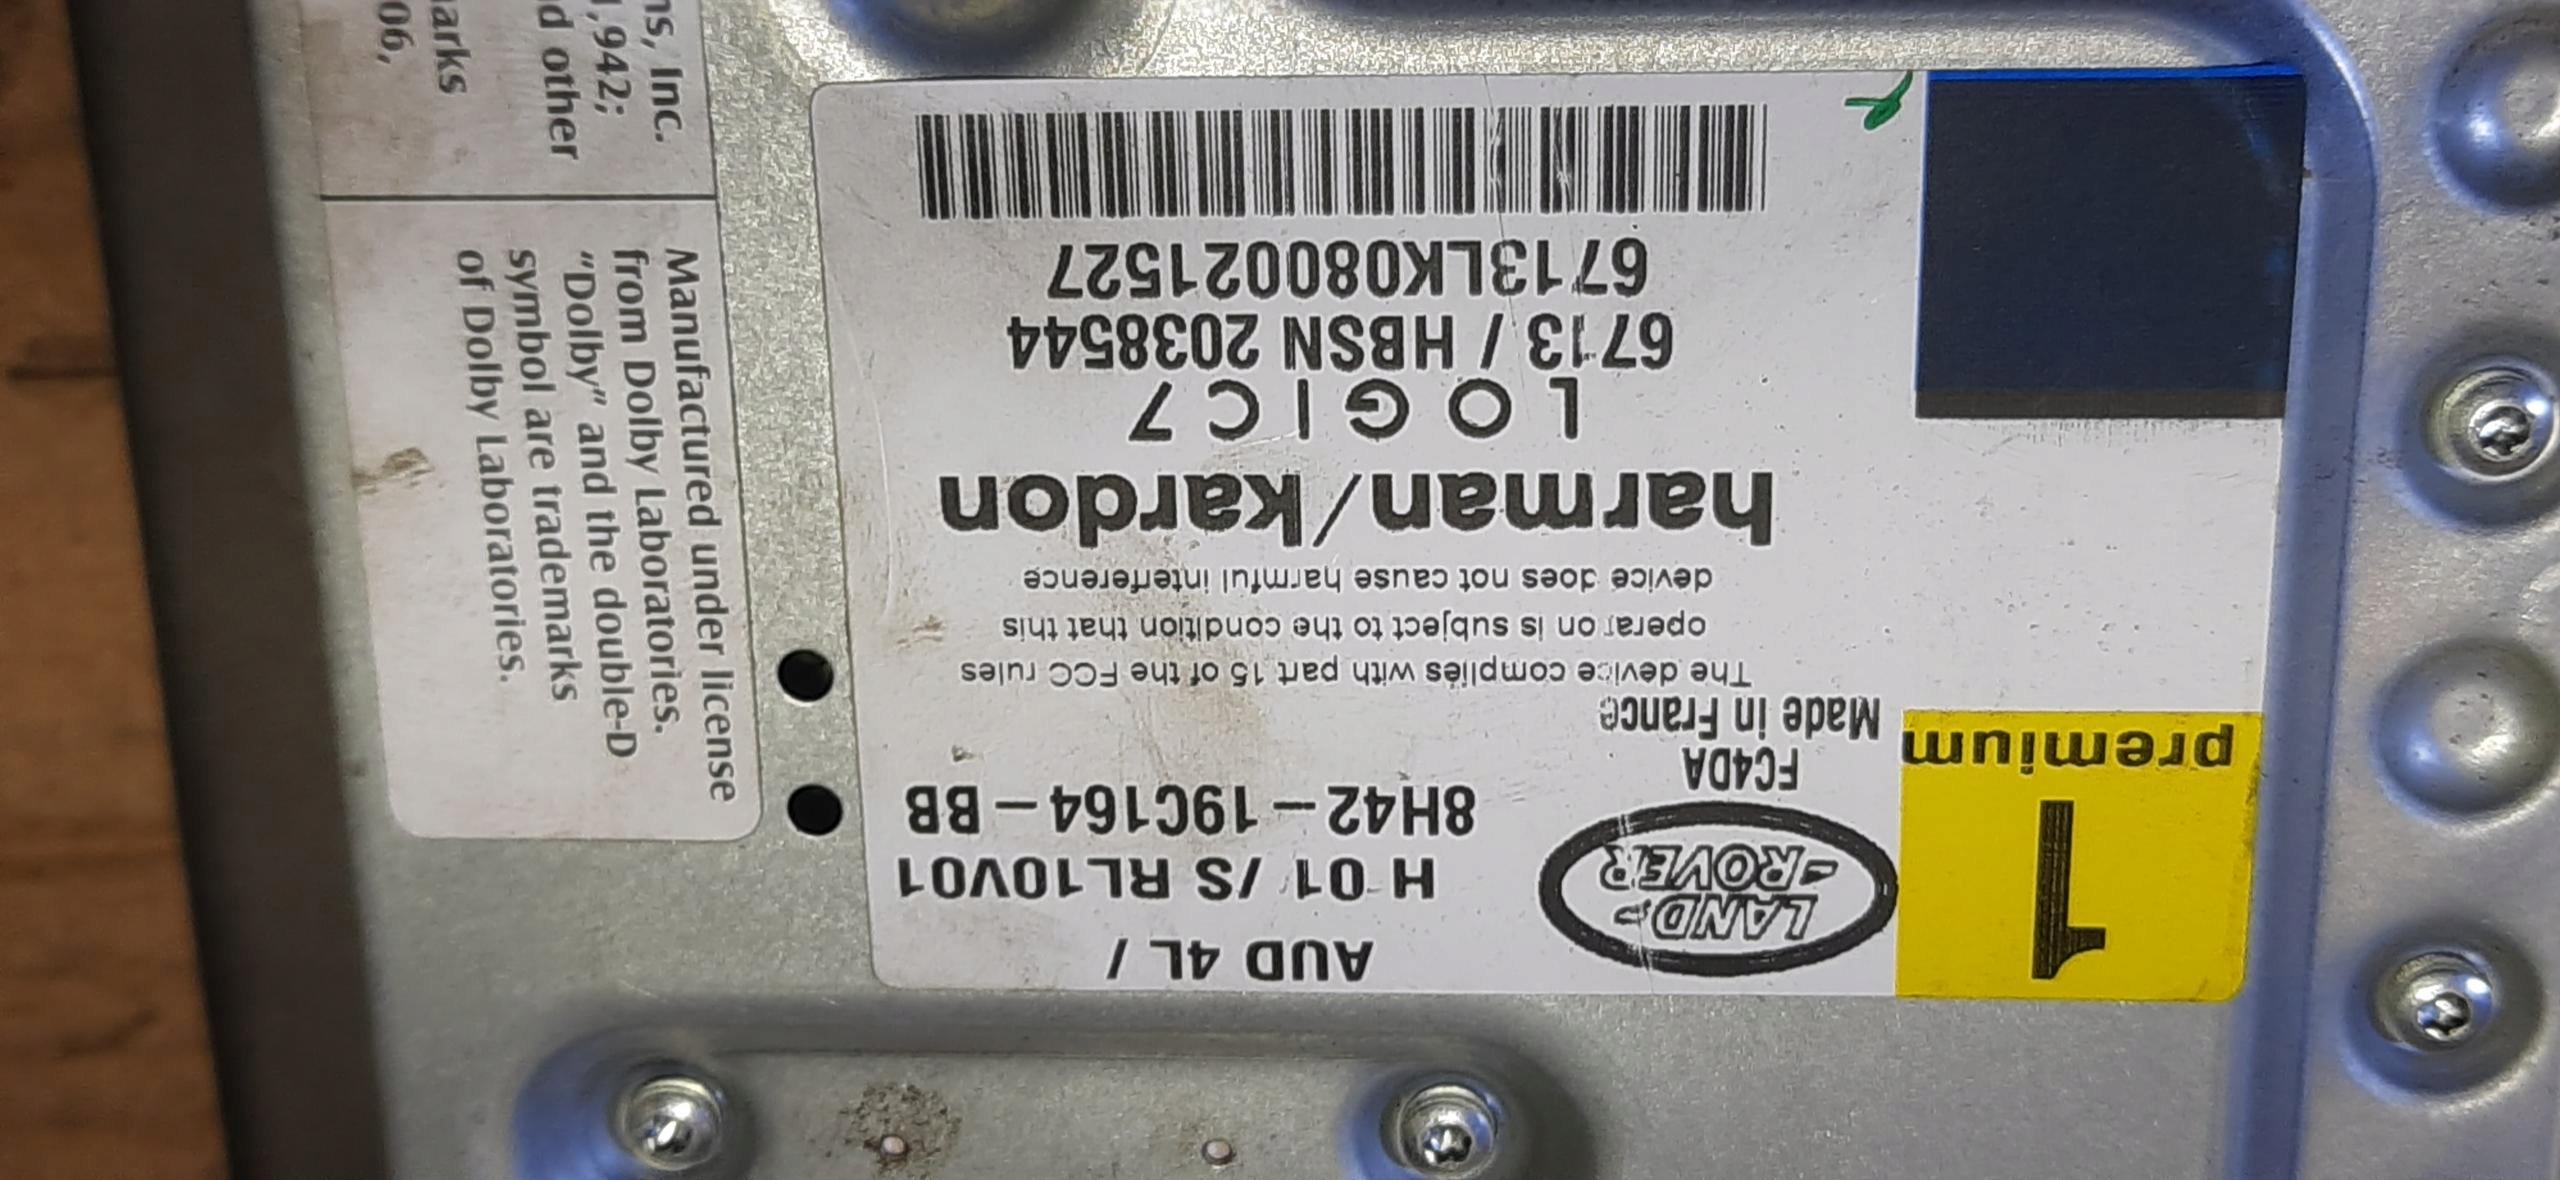 AUD 4L /
H 01 /S RL10V01
8H42-19C164-BB
LAND
ROVER
FC4DA
Made in France
1
premium
The device complies with part 15 of the FCC rules
operation is subject to the condition that this
device does not cause harmful interference
harman/kardon
LOGIC7
6713 / HBSN 2038544
6713LK080021527
ns, Inc.
,942;
d other
arks
06,
Manufactured under license
from Dolby Laboratories.
"Dolby" and the double-D
symbol are trademarks
of Dolby Laboratories.